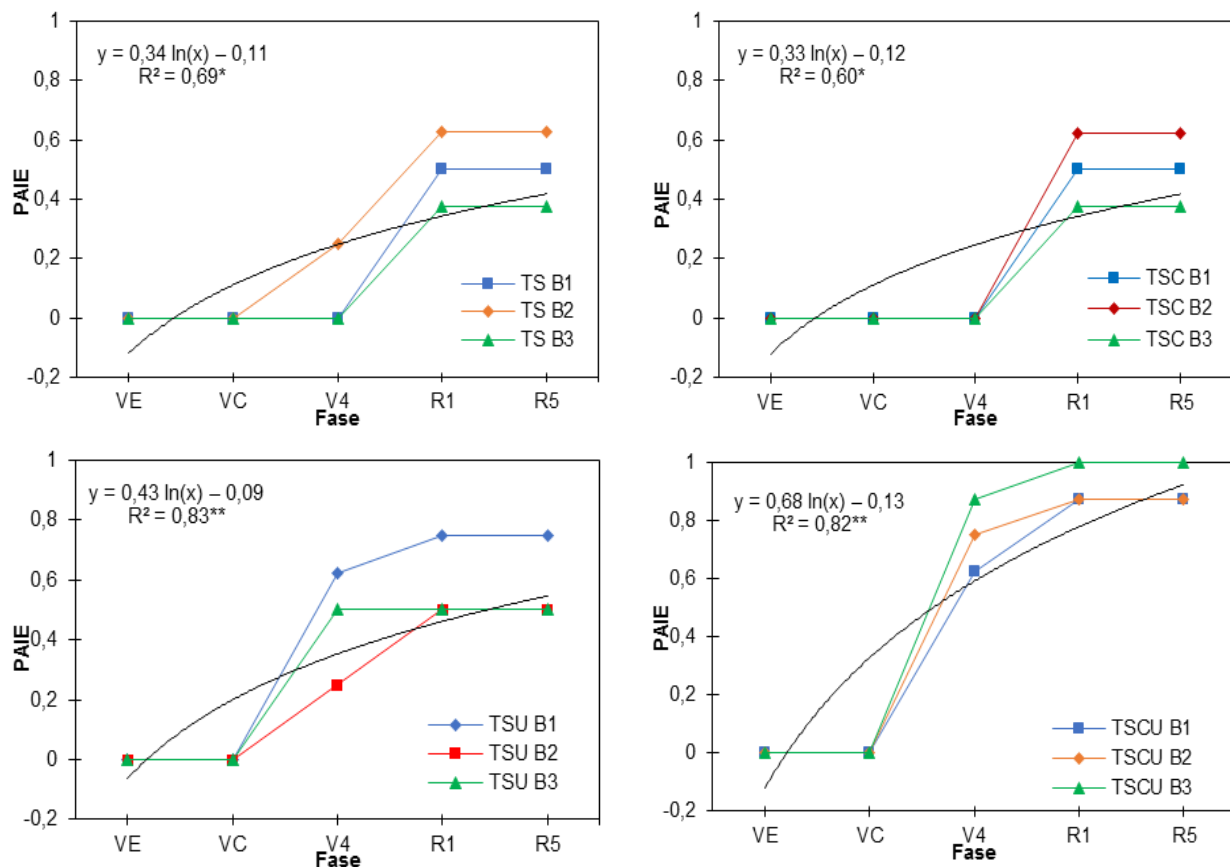 1
y = 0,34 ln(x) – 0,11
R² = 0,69*
0,8
0,6
PAIE
0,4
0,2
0
-0,2
TS B1
TS B2
TS B3
VE VC V4 R1 R5
Fase
1
y = 0,33 ln(x) – 0,12
R² = 0,60*
0,8
0,6
PAIE
0,4
0,2
0
-0,2
TSC B1
TSC B2
TSC B3
VE VC V4 R1 R5
Fase
1
y = 0,43 ln(x) – 0,09
R² = 0,83**
0,8
0,6
PAIE
0,4
0,2
0
-0,2
TSU B1
TSU B2
TSU B3
VE VC V4 R1 R5
Fase
1
y = 0,68 ln(x) – 0,13
R² = 0,82**
0,8
0,6
PAIE
0,4
0,2
0
-0,2
TSCU B1
TSCU B2
TSCU B3
VE VC V4 R1 R5
Fase